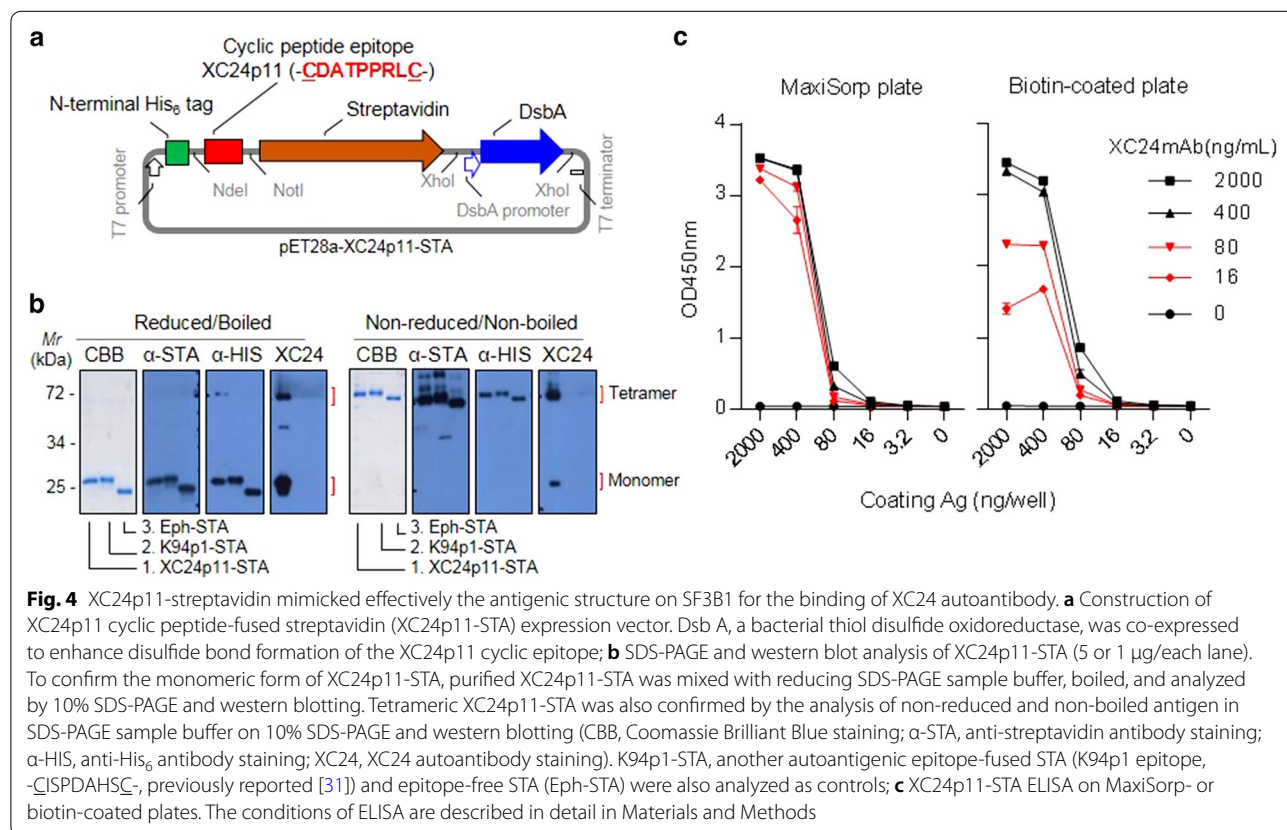 a
Cyclic peptide epitope
XC24p11 (-CDATPPRLC-)
N-terminal His6 tag
Streptavidin
DsbA
T7 promoter
NdeI
NotI
XhoI
DsbA promoter
XhoI
T7 terminator
pET28a-XC24p11-STA
b
Reduced/Boiled
Non-reduced/Non-boiled
Mr
(kDa)
CBB α-STA α-HIS XC24
CBB α-STA α-HIS XC24
72 -
34 -
25 -
Tetramer
Monomer
3. Eph-STA
2. K94p1-STA
1. XC24p11-STA
3. Eph-STA
2. K94p1-STA
1. XC24p11-STA
c
MaxiSorp plate
Biotin-coated plate
OD450nm
4
3
2
1
0
2000 400 80 16 3.2 0
2000 400 80 16 3.2 0
Coating Ag (ng/well)
XC24mAb(ng/mL)
2000
400
80
16
0
Fig. 4 XC24p11-streptavidin mimicked effectively the antigenic structure on SF3B1 for the binding of XC24 autoantibody. a Construction of
XC24p11 cyclic peptide-fused streptavidin (XC24p11-STA) expression vector. Dsb A, a bacterial thiol disulfide oxidoreductase, was co-expressed
to enhance disulfide bond formation of the XC24p11 cyclic epitope; b SDS-PAGE and western blot analysis of XC24p11-STA (5 or 1 μg/each lane).
To confirm the monomeric form of XC24p11-STA, purified XC24p11-STA was mixed with reducing SDS-PAGE sample buffer, boiled, and analyzed
by 10% SDS-PAGE and western blotting. Tetrameric XC24p11-STA was also confirmed by the analysis of non-reduced and non-boiled antigen in
SDS-PAGE sample buffer on 10% SDS-PAGE and western blotting (CBB, Coomassie Brilliant Blue staining; α-STA, anti-streptavidin antibody staining;
α-HIS, anti-His6 antibody staining; XC24, XC24 autoantibody staining). K94p1-STA, another autoantigenic epitope-fused STA (K94p1 epitope,
-CISPDAHSC-, previously reported [31]) and epitope-free STA (Eph-STA) were also analyzed as controls; c XC24p11-STA ELISA on MaxiSorp- or
biotin-coated plates. The conditions of ELISA are described in detail in Materials and Methods